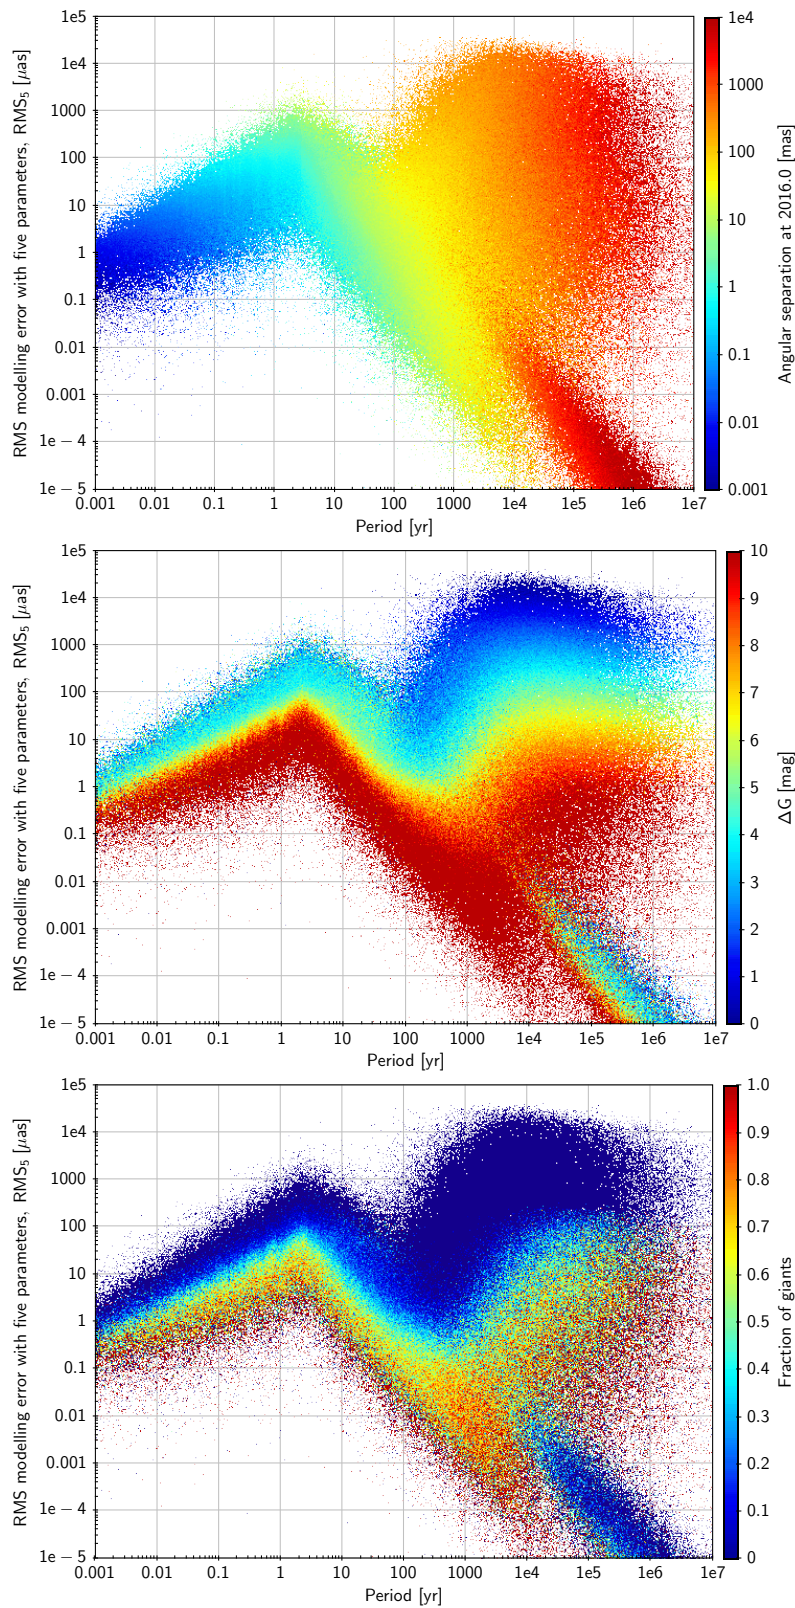 1e5
1e4
1000
100
10
1
0.1
0.01
0.001
1e − 4
1e − 5
RMS modelling error with five parameters, RMS5 [μas]
0.001 0.01 0.1 1 10 100 1000 1e4 1e5 1e6 1e7
Period [yr]
1e4
1000
100
10
1
0.1
0.01
0.001
Angular separation at 2016.0 [mas]
1e5
1e4
1000
100
10
1
0.1
0.01
0.001
1e − 4
1e − 5
RMS modelling error with five parameters, RMS5 [μas]
0.001 0.01 0.1 1 10 100 1000 1e4 1e5 1e6 1e7
Period [yr]
10
9
8
7
6
5
4
3
2
1
0
ΔG [mag]
1e5
1e4
1000
100
10
1
0.1
0.01
0.001
1e − 4
1e − 5
RMS modelling error with five parameters, RMS5 [μas]
0.001 0.01 0.1 1 10 100 1000 1e4 1e5 1e6 1e7
Period [yr]
1.0
0.9
0.8
0.7
0.6
0.5
0.4
0.3
0.2
0.1
0
Fraction of giants